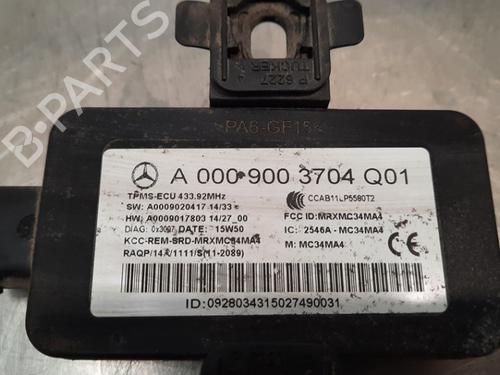 P 6227
TUCKER
PA6-GF15
A 000 900 3704 Q01
TPMS-ECU 433.92MHz
SW: A0009020417 14/33
HW: A0009017803 14/27_00
DIAG: 0x3007 DATE: 15W50
KCC-REM-SRD-MRXMC34MA4
RAQP/14A/1111/S(11-2089)
CCAB11LP5580T2
FCC ID:MRXMC34MA4
IC: 2546A - MC34MA4
M: MC34MA4
CE
ID:0928034315027490031
B-Parts